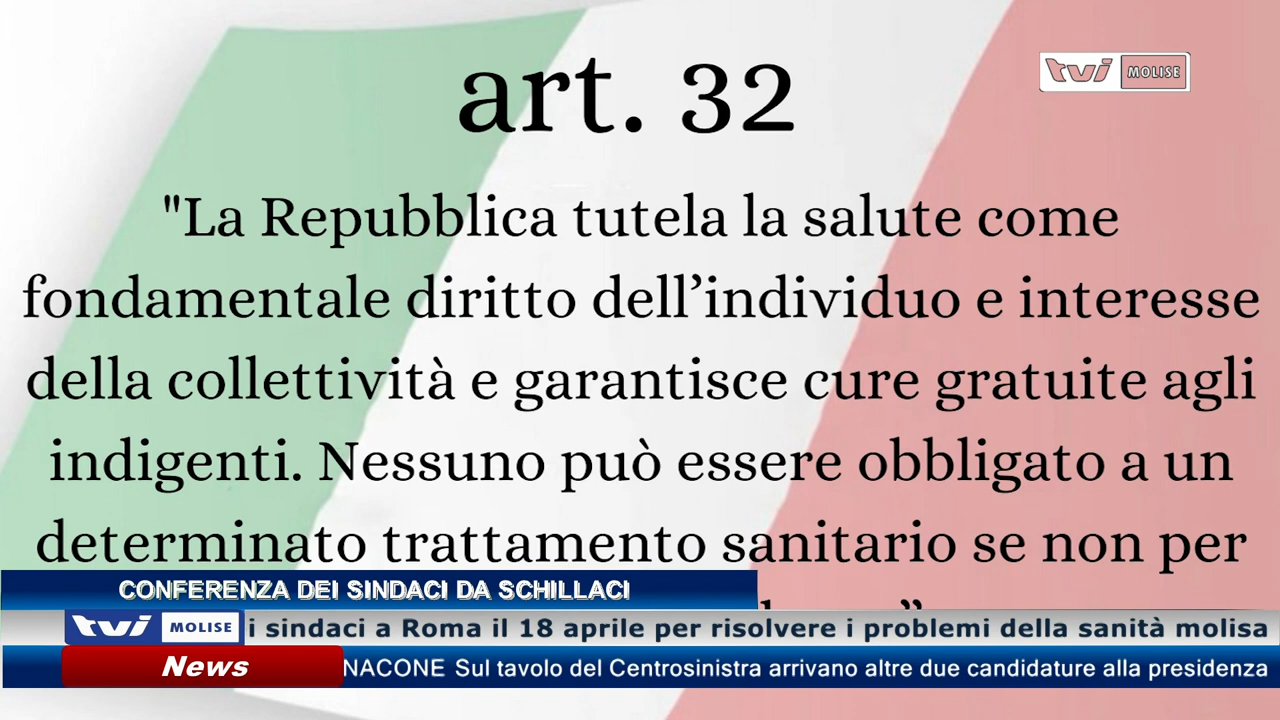 art. 32
tvi MOLISE
"La Repubblica tutela la salute come
fondamentale diritto dell’individuo e interesse
della collettività e garantisce cure gratuite agli
indigenti. Nessuno può essere obbligato a un
determinato trattamento sanitario se non per
CONFERENZA DEI SINDACI DA SCHILLACI
tvi MOLISE i sindaci a Roma il 18 aprile per risolvere i problemi della sanità molisa
News NACONE Sul tavolo del Centrosinistra arrivano altre due candidature alla presidenza